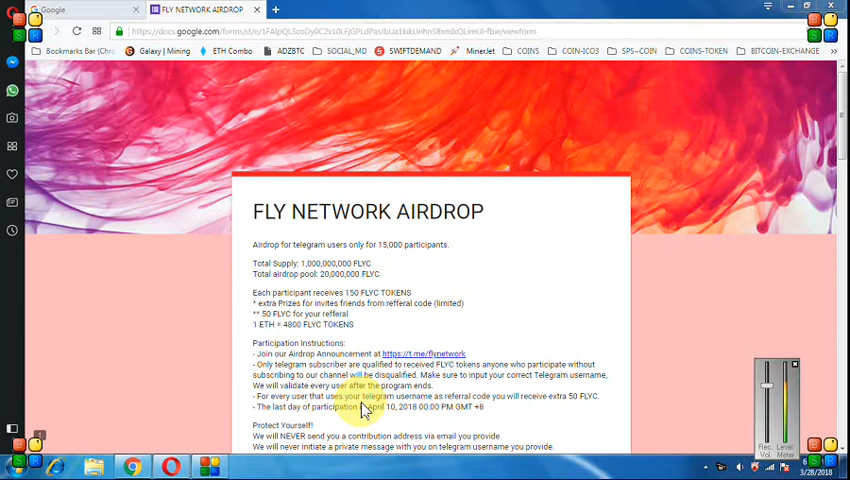 Google
FLY NETWORK AIRDROP
Bookmarks Bar (Chro
Galaxy | Mining
ETH Combo
ADZBTC
SOCIAL_MD
SWIFTDEMAND
MinerJet
COINS
COIN-ICO3
SPS~COIN
COINS-TOKEN
BITCOIN-EXCHANGE
FLY NETWORK AIRDROP
Airdrop for telegram users only for 15,000 participants.
Total Supply: 1,000,000,000 FLYC
Total airdrop pool: 20,000,000 FLYC
Each participant receives 150 FLYC TOKENS
* extra Prizes for invites friends from refferal code (limited)
** 50 FLYC for your refferal
1 ETH = 4800 FLYC TOKENS
Participation Instructions:
- Join our Airdrop Announcement at https://t.me/flynetwork
- Only telegram subscriber are qualified to received FLYC tokens anyone who participate without
subscribing to our channel will be disqualified. Make sure to input your correct Telegram username,
We will validate every user after the program ends.
- For every user that uses your telegram username as referral code you will receive extra 50 FLYC.
- The last day of participation April 10, 2018 00:00 PM GMT +8
Protect Yourself!
We will NEVER send you a contribution address via email you provide.
We will never initiate a private message with you on telegram username you provide.
Rec. Vol
Level Meter
3/28/2018